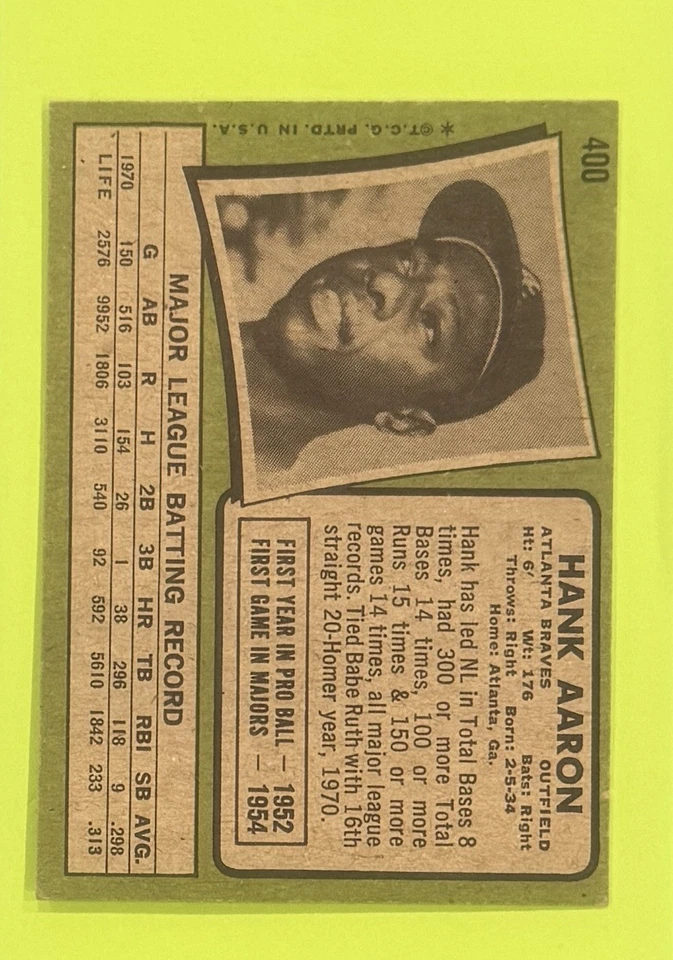 400
HANK AARON
ATLANTA BRAVES OUTFIELD
Ht: 6' Wt: 176 Bats: Right
Throws: Right Born: 2-5-34
Home: Atlanta, Ga.
Hank has led NL in Total Bases 8
times, had 300 or more Total
Bases 14 times, 100 or more
Runs 15 times & 150 or more
games 14 times, all major league
records. Tied Babe Ruth with 16th
straight 20-Homer year, 1970.
FIRST YEAR IN PRO BALL — 1952
FIRST GAME IN MAJORS — 1954
✶©T.C.G. PRTD. IN U.S.A.
MAJOR LEAGUE BATTING RECORD
G AB R H 2B 3B HR TB RBI SB AVG.
1970 150 516 103 154 26 1 38 296 118 9 .298
LIFE 2576 9952 1806 3110 540 92 592 5610 1842 233 .313